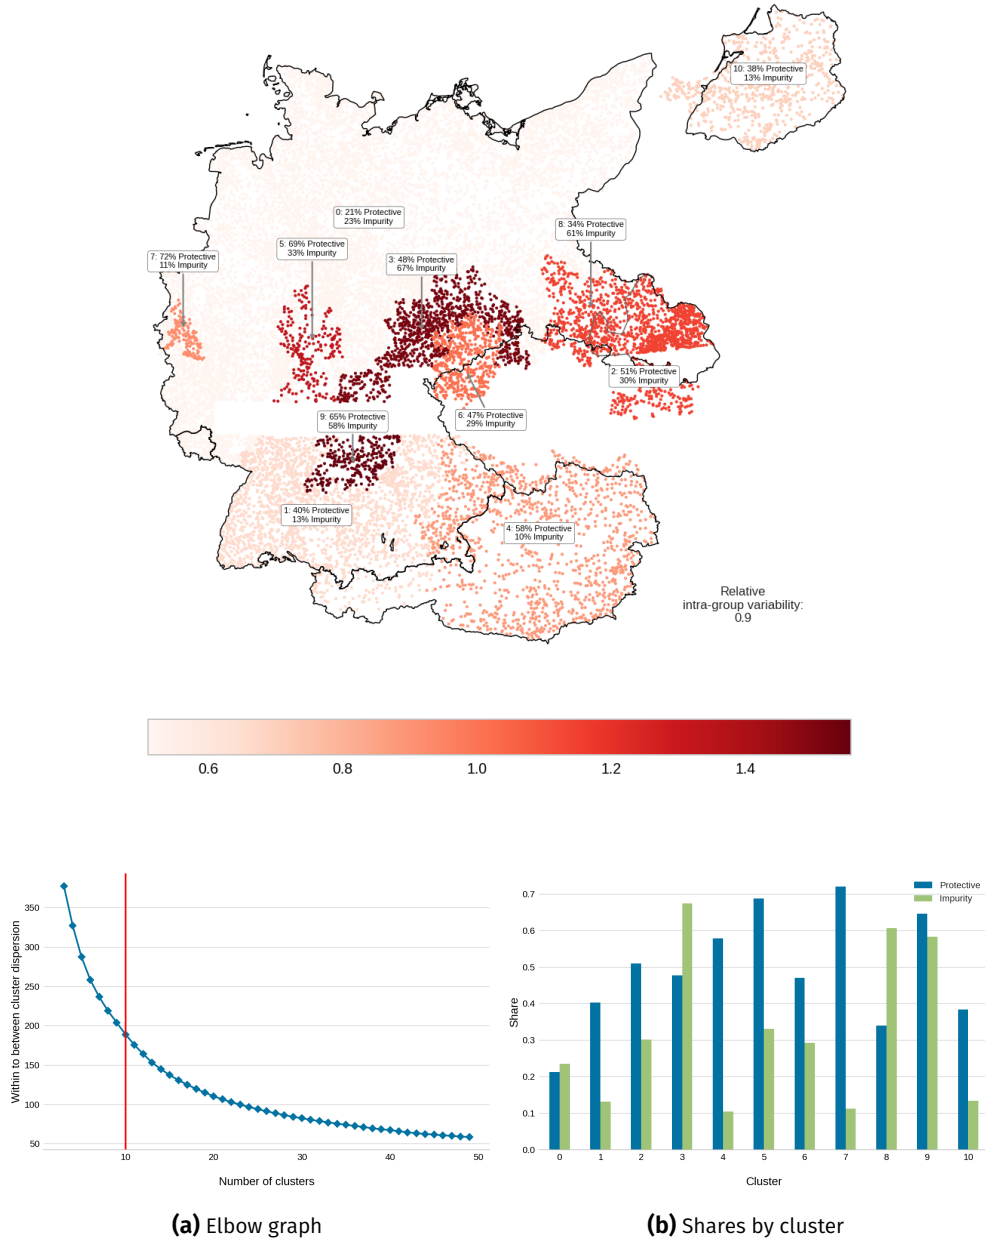 10: 38% Protective
13% Impurity
0: 21% Protective
23% Impurity
8: 34% Protective
61% Impurity
5: 69% Protective
33% Impurity
7: 72% Protective
11% Impurity
3: 48% Protective
67% Impurity
2: 51% Protective
30% Impurity
9: 65% Protective
58% Impurity
6: 47% Protective
29% Impurity
1: 40% Protective
13% Impurity
4: 58% Protective
10% Impurity
Relative
intra-group variability:
0.9
0.6 0.8 1.0 1.2 1.4
Within to between cluster dispersion
350
300
250
200
150
100
50
10 20 30 40 50
Number of clusters
(a) Elbow graph
Protective
Impurity
Share
0.7
0.6
0.5
0.4
0.3
0.2
0.1
0.0
0 1 2 3 4 5 6 7 8 9 10
Cluster
(b) Shares by cluster